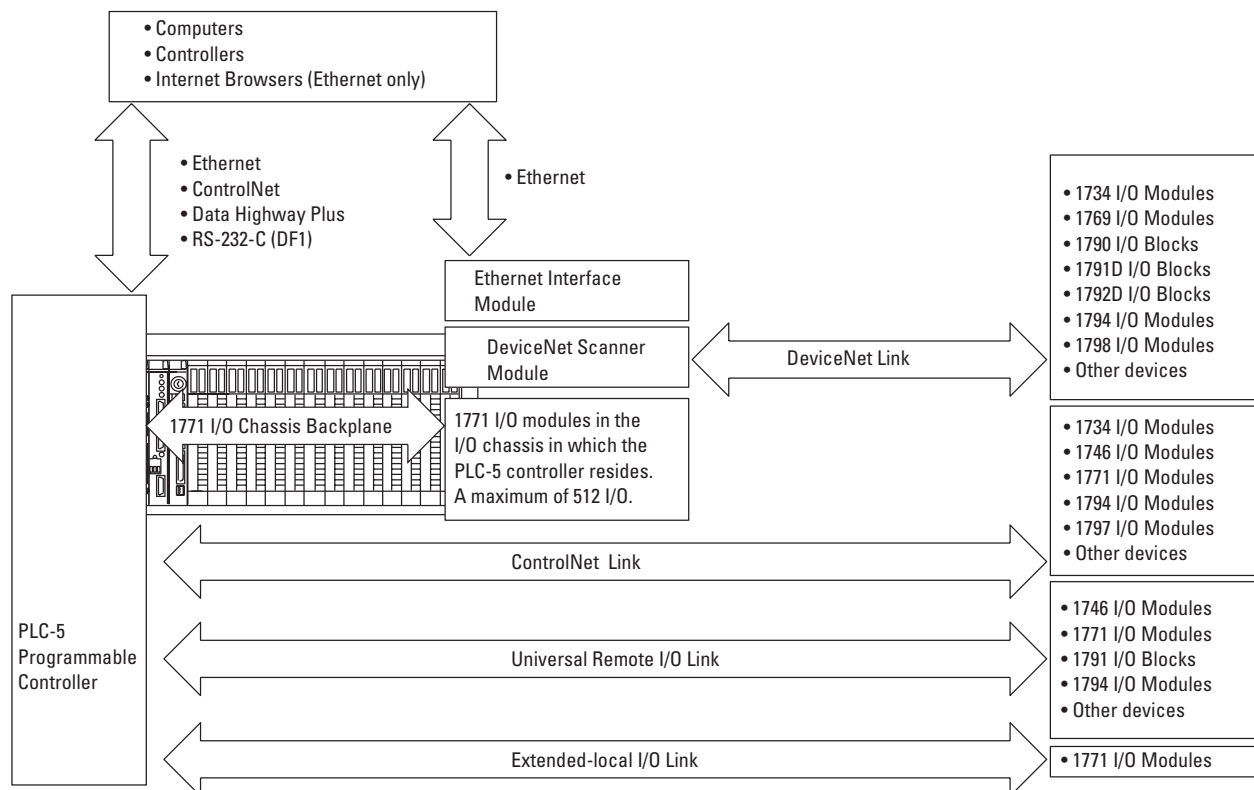 • Computers
• Controllers
• Internet Browsers (Ethernet only)
• Ethernet
• ControlNet
• Data Highway Plus
• RS-232-C (DF1)
• Ethernet
Ethernet Interface
Module
DeviceNet Scanner
Module
DeviceNet Link
• 1734 I/O Modules
• 1769 I/O Modules
• 1790 I/O Blocks
• 1791D I/O Blocks
• 1792D I/O Blocks
• 1794 I/O Modules
• 1798 I/O Modules
• Other devices
1771 I/O Chassis Backplane
1771 I/O modules in the
I/O chassis in which the
PLC-5 controller resides.
A maximum of 512 I/O.
• 1734 I/O Modules
• 1746 I/O Modules
• 1771 I/O Modules
• 1794 I/O Modules
• 1797 I/O Modules
• Other devices
ControlNet Link
PLC-5
Programmable
Controller
Universal Remote I/O Link
• 1746 I/O Modules
• 1771 I/O Modules
• 1791 I/O Blocks
• 1794 I/O Modules
• Other devices
Extended-local I/O Link
• 1771 I/O Modules